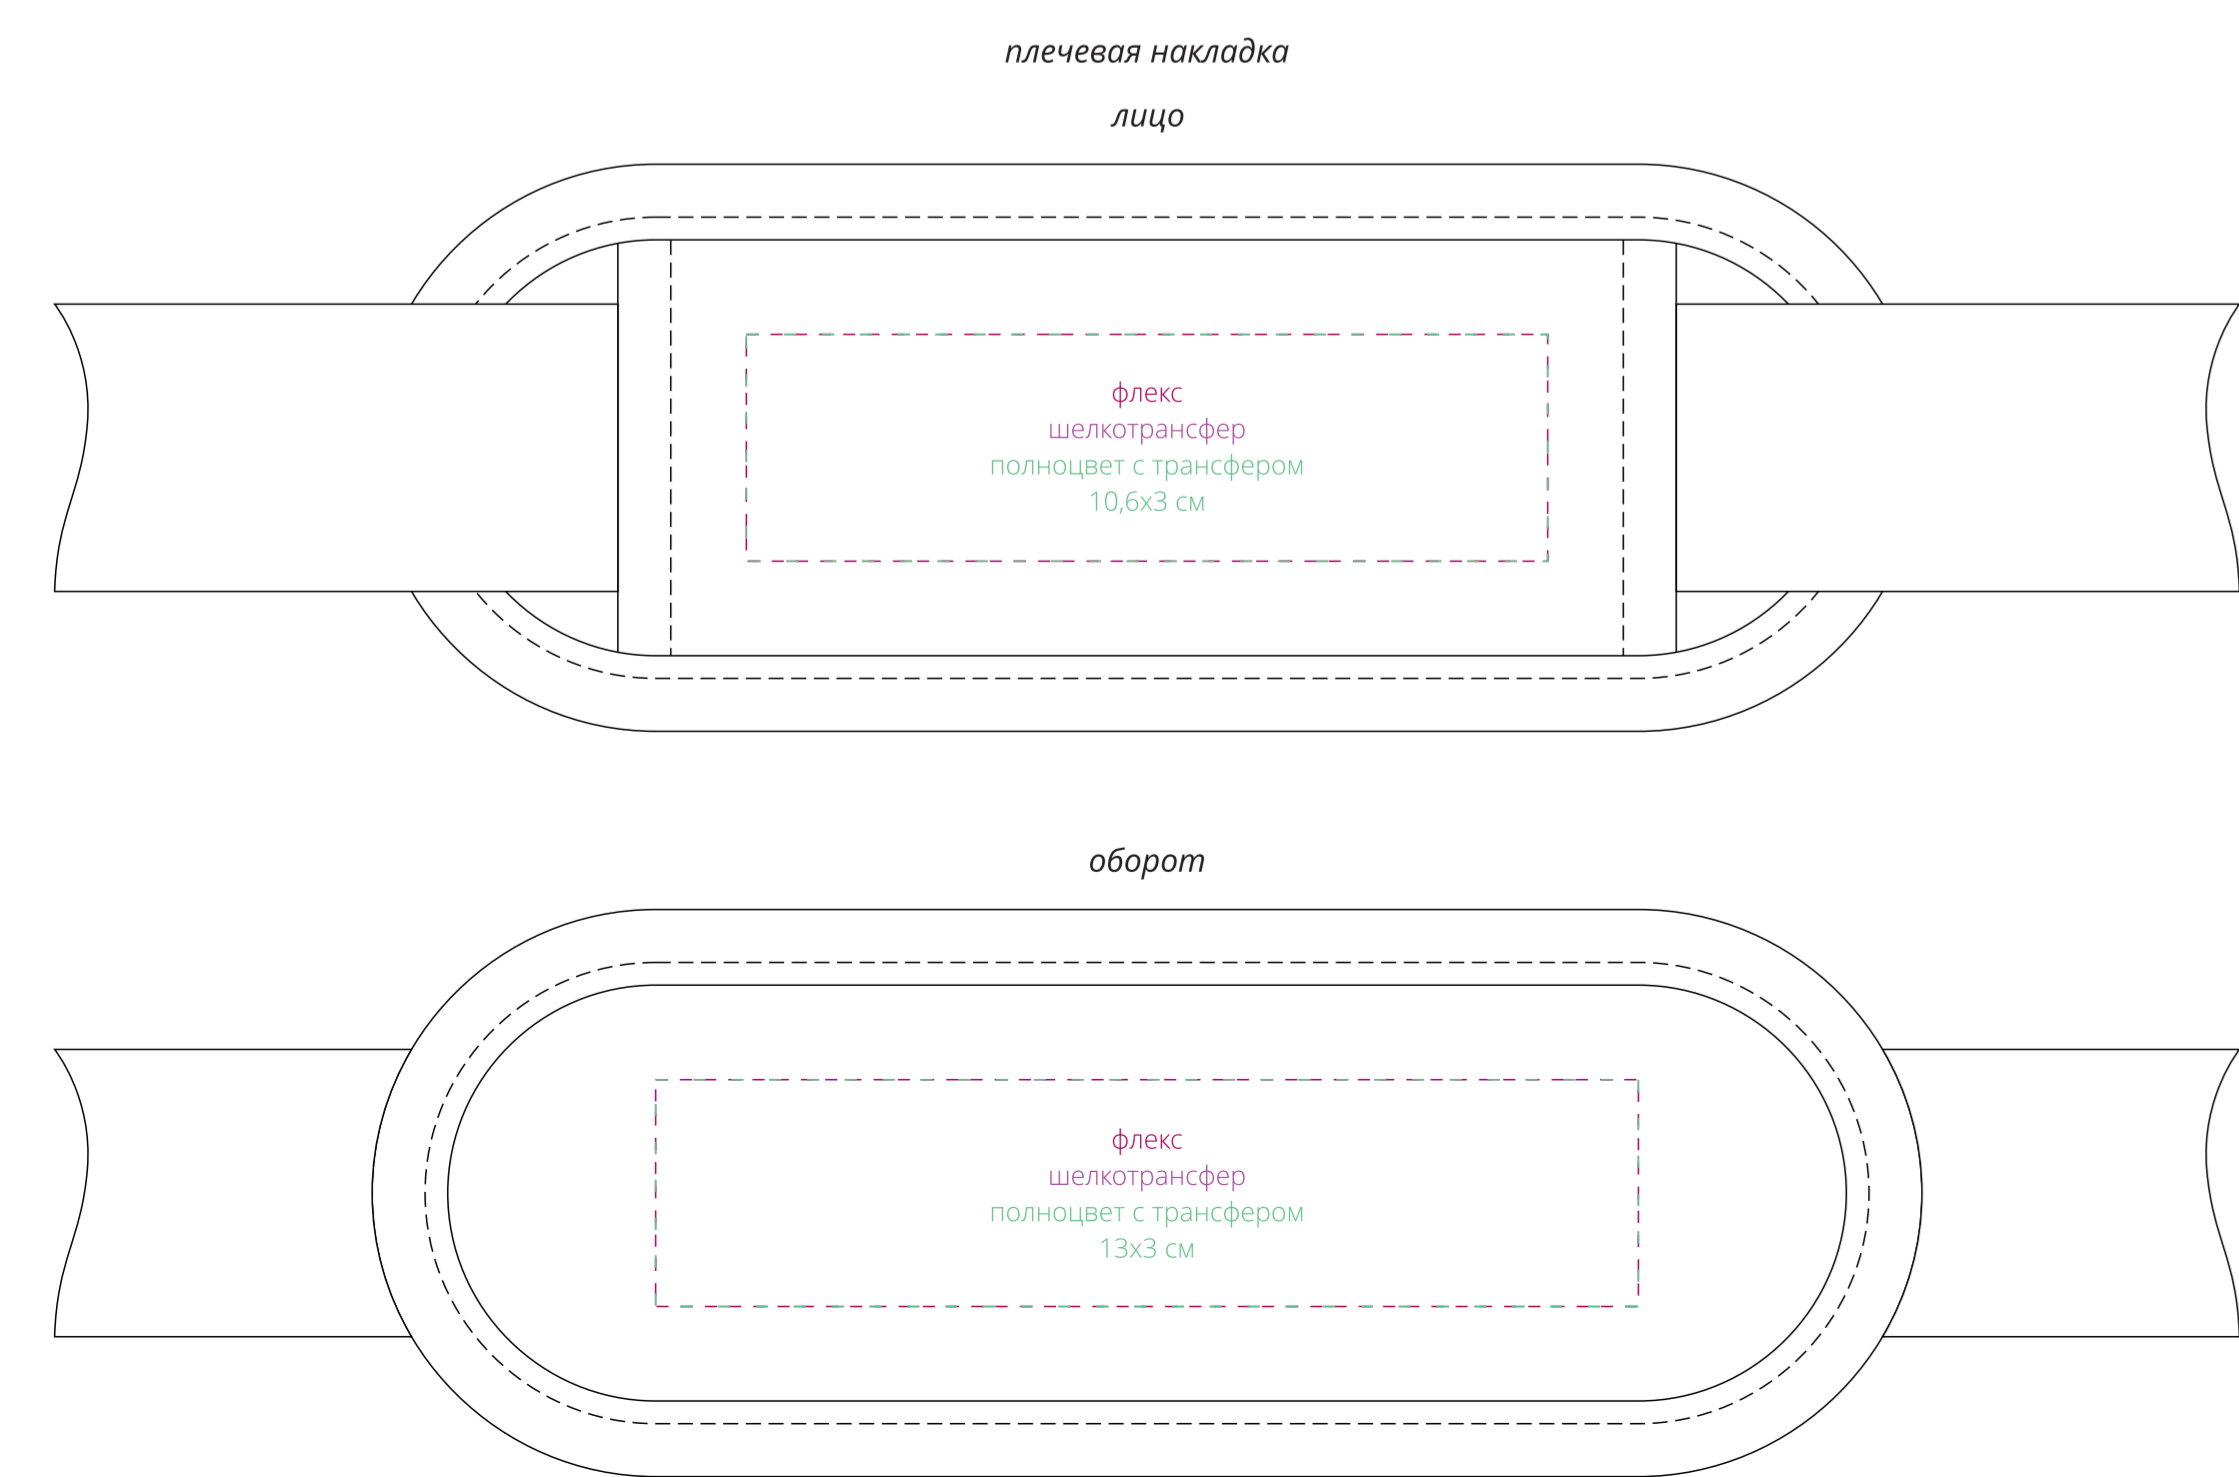 плечевая накладка
лицо
флекс
шелкотрансфер
полноцвет с трансфером
10,6х3 см
оборот
флекс
шелкотрансфер
полноцвет с трансфером
13х3 см